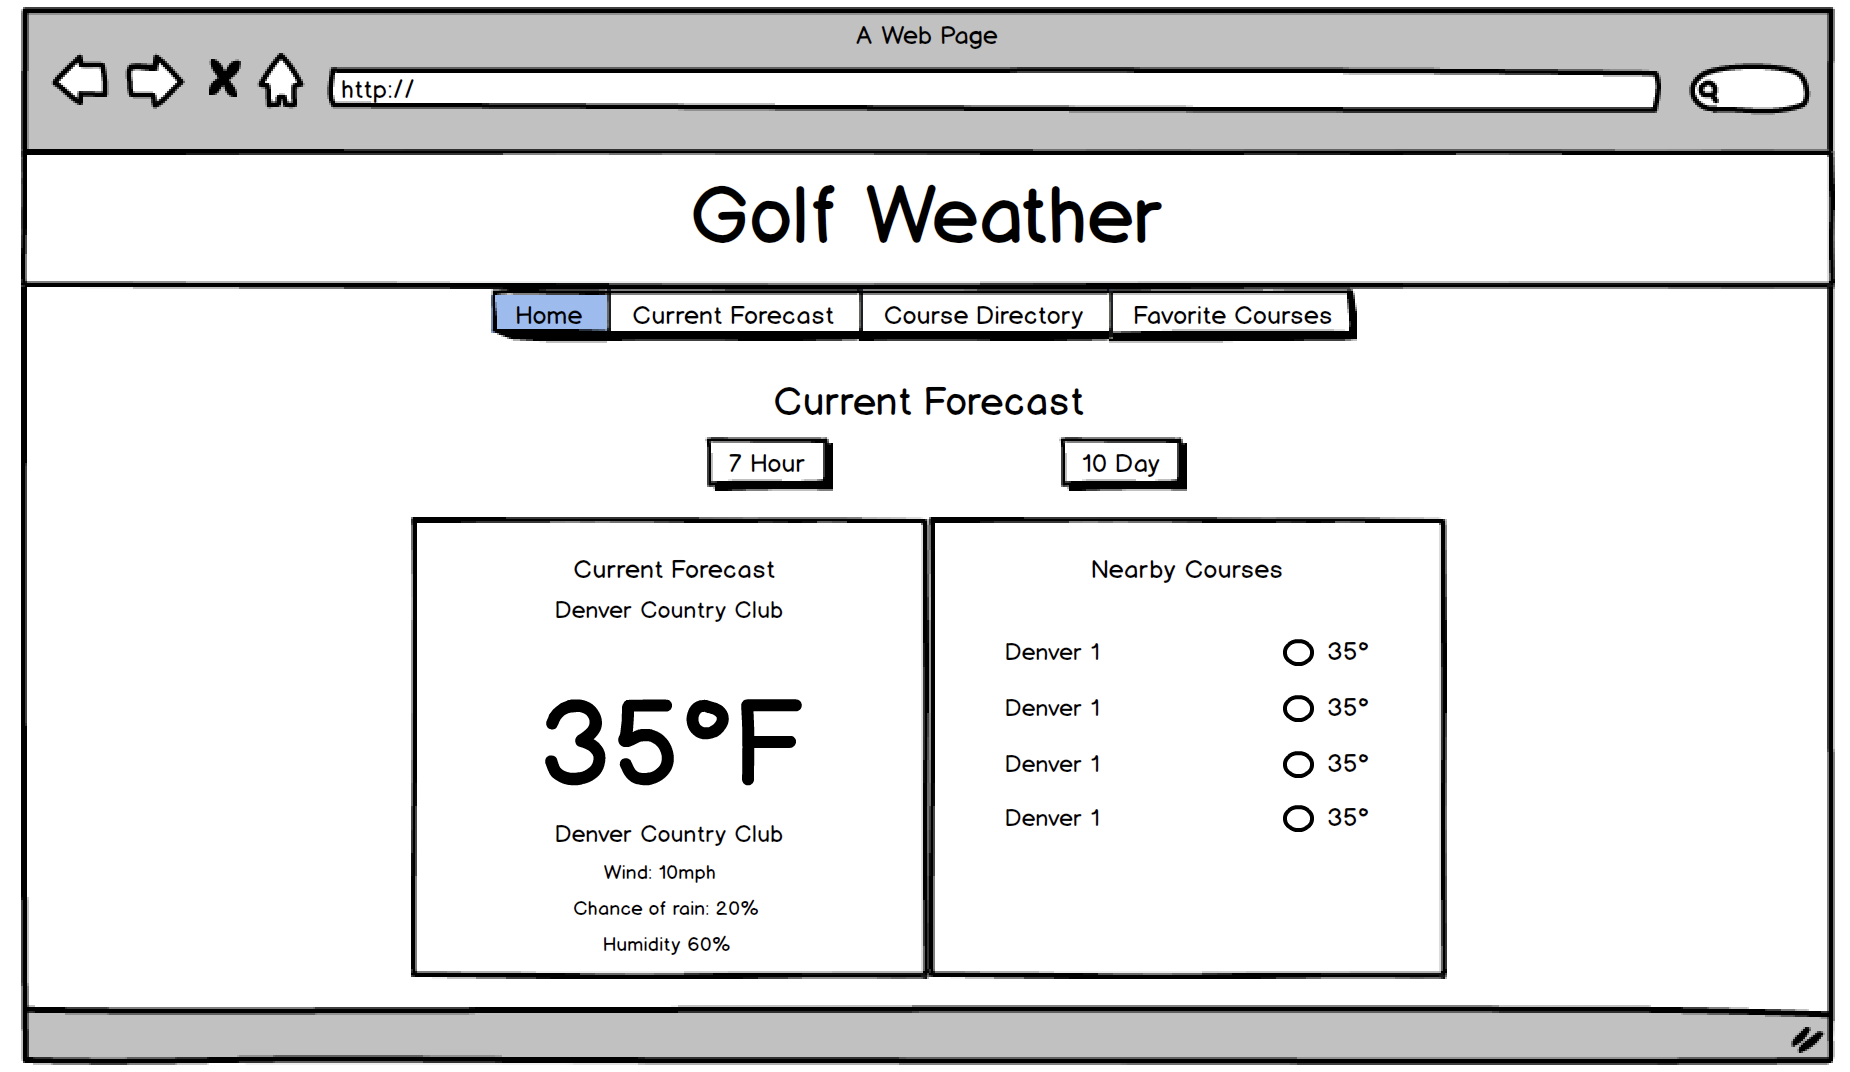 A Web Page
http://
Golf Weather
Home Current Forecast Course Directory Favorite Courses
Current Forecast
7 Hour 10 Day
Current Forecast
Denver Country Club
35°F
Denver Country Club
Wind: 10mph
Chance of rain: 20%
Humidity 60%
Nearby Courses
Denver 1 35°
Denver 1 35°
Denver 1 35°
Denver 1 35°